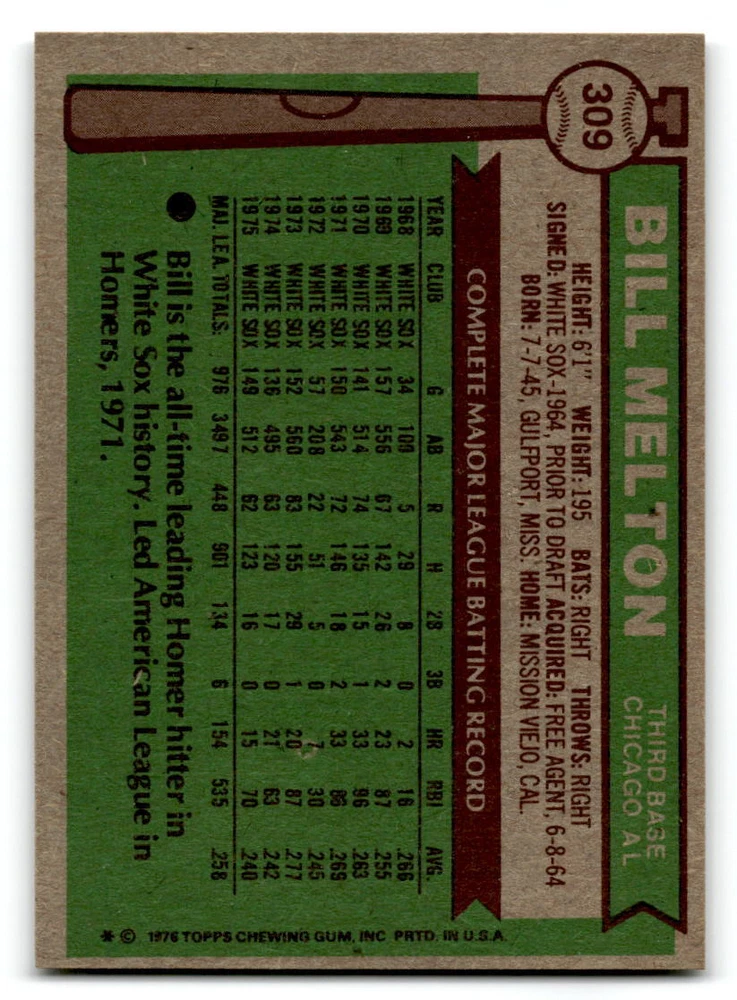 309
BILL MELTON
THIRD BASE
CHICAGO AL
HEIGHT: 6'1" WEIGHT: 195 BATS: RIGHT THROWS: RIGHT
SIGNED: WHITE SOX-1964, PRIOR TO DRAFT ACQUIRED: FREE AGENT, 6-8-64
BORN: 7-7-45, GULFPORT, MISS. HOME: MISSION VIEJO, CAL.
COMPLETE MAJOR LEAGUE BATTING RECORD
YEAR CLUB G AB R H 2B 3B HR RBI AVG.
1968 WHITE SOX 34 109 5 29 8 0 2 16 .266
1969 WHITE SOX 157 556 67 142 26 2 23 87 .255
1970 WHITE SOX 141 514 74 135 15 1 33 96 .263
1971 WHITE SOX 150 543 72 146 18 2 33 86 .269
1972 WHITE SOX 57 208 22 51 5 0 7 30 .245
1973 WHITE SOX 152 560 83 155 29 1 20 87 .277
1974 WHITE SOX 136 495 63 120 17 0 21 63 .242
1975 WHITE SOX 149 512 62 123 16 0 15 70 .240
MAJ. LEA. TOTALS: 976 3497 448 901 134 6 154 535 .258
Bill is the all-time leading Homer hitter in
White Sox history. Led American League in
Homers, 1971.
* © 1976 TOPPS CHEWING GUM, INC PRTD. IN U.S.A.